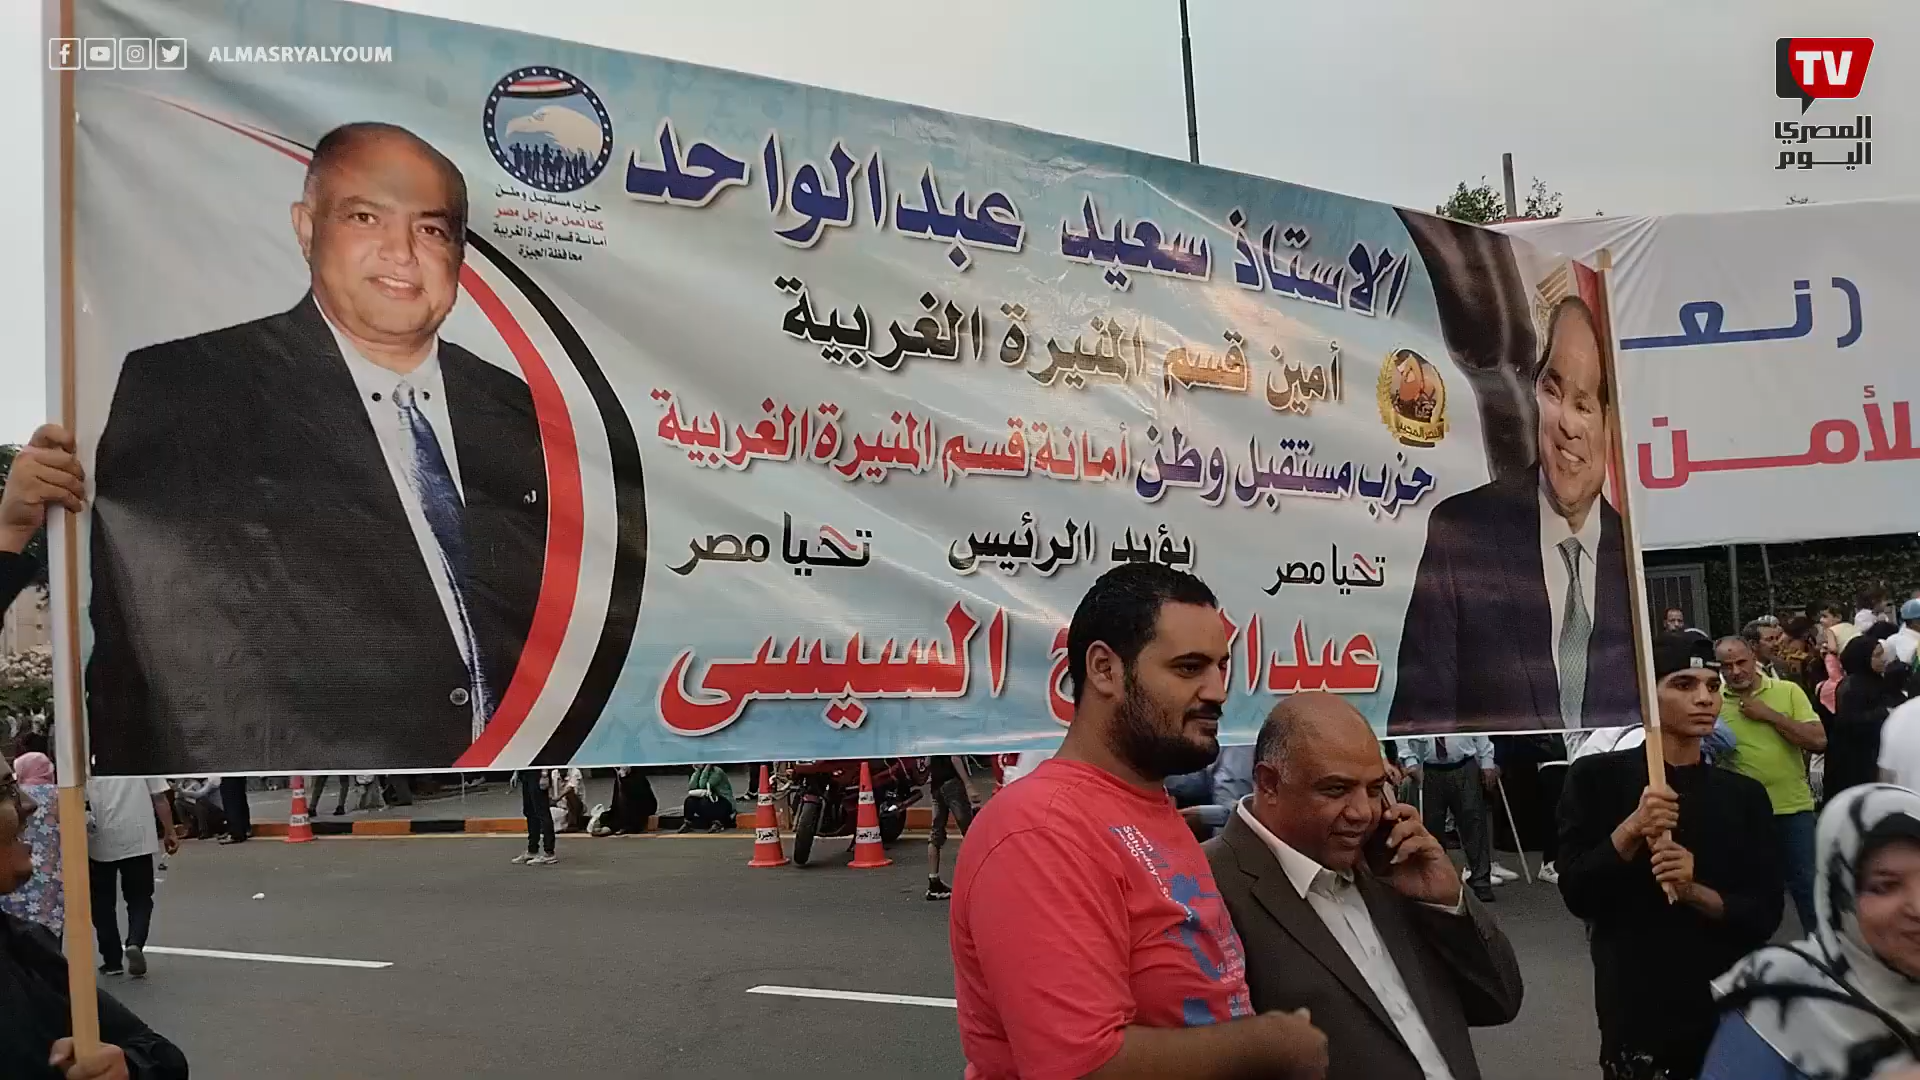 ALMASRYALYOUM
TV
المصري
اليوم
حزب مستقبل وطن
كلنا نعمل من أجل مصر
أمانة قسم المنيرة الغربية
محافظة الجيزة
الاستاذ سعيد عبدالواحد
أمين قسم المنيرة الغربية
حزب مستقبل وطن أمانة قسم المنيرة الغربية
تحيا مصر يؤيد الرئيس تحيا مصر
السيسى
(نعـ
للأمـن